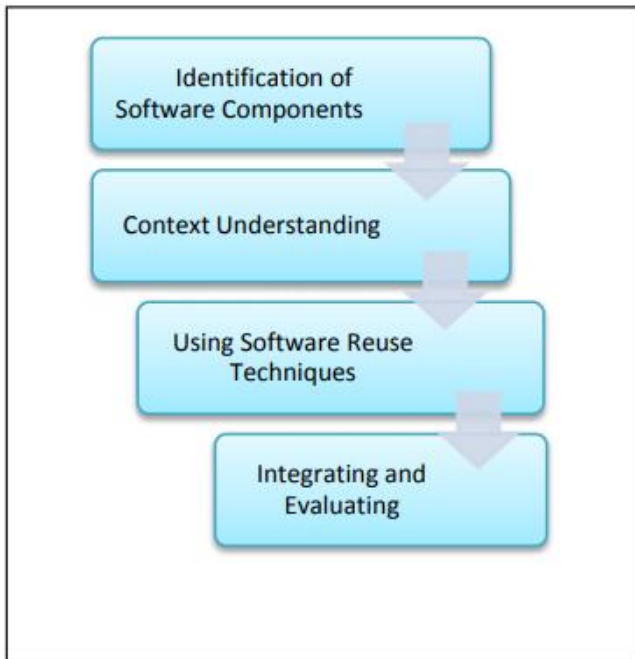 Identification of
Software Components
Context Understanding
Using Software Reuse
Techniques
Integrating and
Evaluating